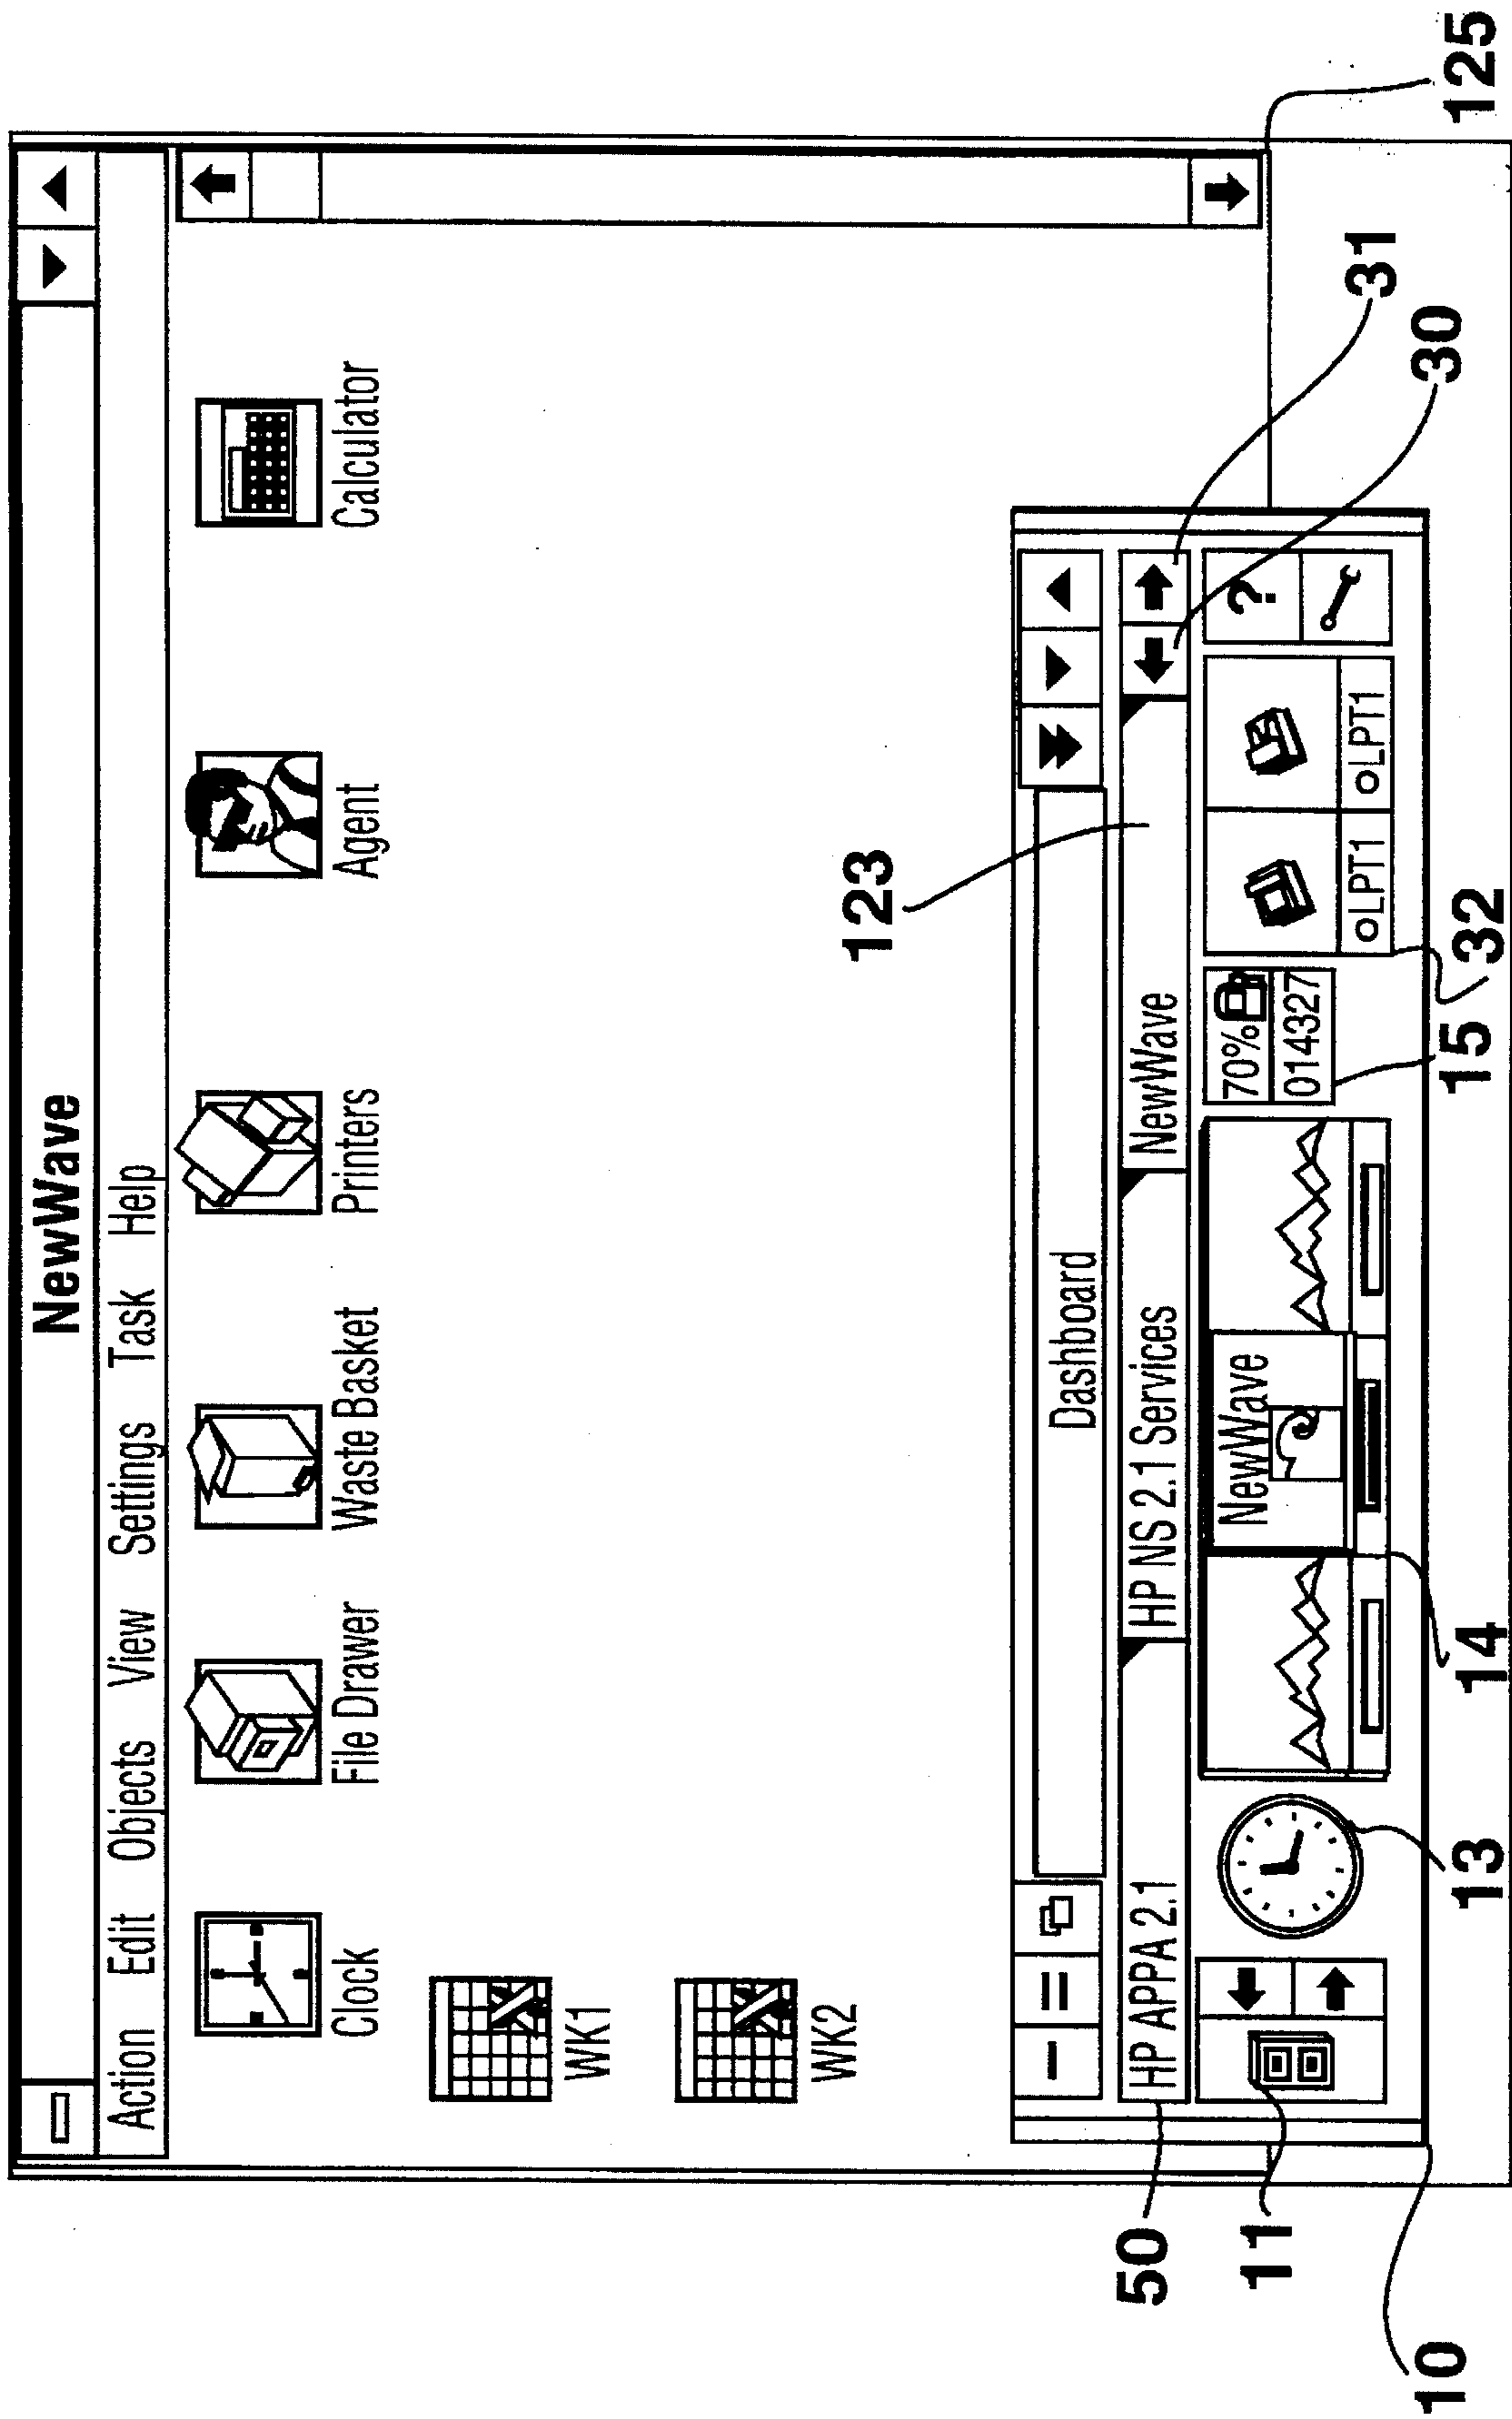 NewWave
Action Edit Objects View Settings Task Help
Clock File Drawer Waste Basket Printers Agent Calculator
WK1
WK2
123
Dashboard
HP APPA 2.1 HP NS 2.1 Services NewWave
NewWave
70%
014327
?
LPT1 LPT1
50
11
10
13
14
15
32
30
31
125